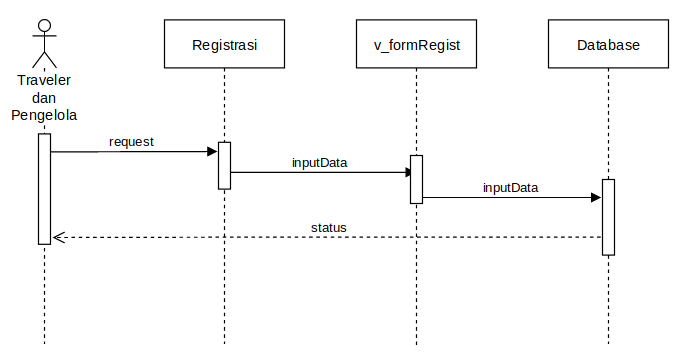 Registrasi
v_formRegist
Database
Traveler
dan
Pengelola
request
inputData
inputData
status